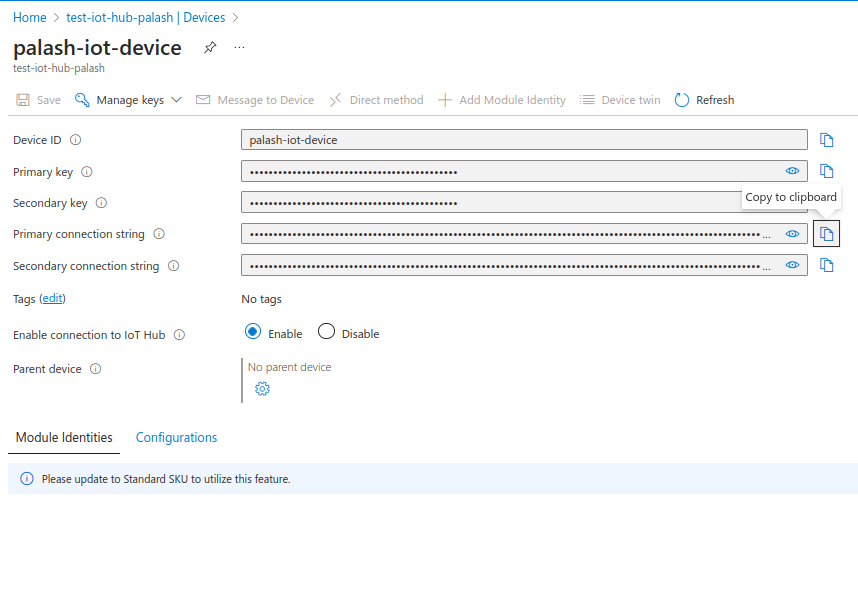 Home > test-iot-hub-palash | Devices >
palash-iot-device
test-iot-hub-palash
Save Manage keys Message to Device Direct method Add Module Identity Device twin Refresh
Device ID palash-iot-device
Primary key ••••••••••••••••••••••••••••••••••••••••••••
Secondary key ••••••••••••••••••••••••••••••••••••••••••••
Copy to clipboard
Primary connection string ••••••••••••••••••••••••••••••••••••••••••••...
Secondary connection string ••••••••••••••••••••••••••••••••••••••••••••...
Tags (edit) No tags
Enable connection to IoT Hub Enable Disable
Parent device No parent device
Module Identities Configurations
Please update to Standard SKU to utilize this feature.